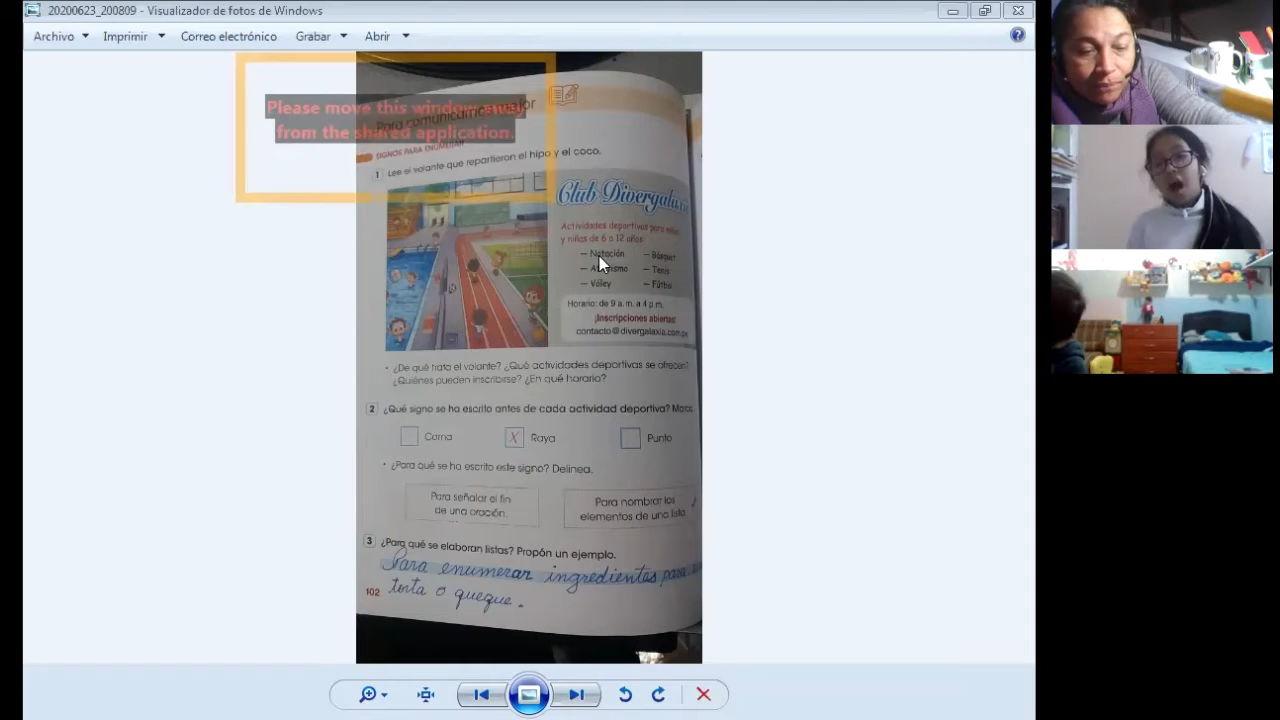 20200623_200809 - Visualizador de fotos de Windows
Archivo Imprimir Correo electrónico Grabar Abrir
Please move this window away
from the shared application.
Para comunicarnos mejor
SIGNOS PARA ENUMERAR
1 Lee el volante que repartieron el hipo y el coco.
Club Divergala
Actividades deportivas para niños
y niñas de 6 a 12 años
— Natación — Básquet
— Atletismo — Tenis
— Vóley — Fútbol
Horario: de 9 a. m. a 4 p.m.
¡Inscripciones abiertas!
contacto@divergalaxia.com.pe
• ¿De qué trata el volante? ¿Qué actividades deportivas se ofrecen?
¿Quiénes pueden inscribirse? ¿En qué horario?
2 ¿Qué signo se ha escrito antes de cada actividad deportiva? Marca.
Coma X Raya Punto
• ¿Para qué se ha escrito este signo? Delinea.
Para señalar el fin
de una oración.
Para nombrar los
elementos de una lista.
3 ¿Para qué se elaboran listas? Propón un ejemplo.
Para enumerar ingredientes para
torta o queque.
102